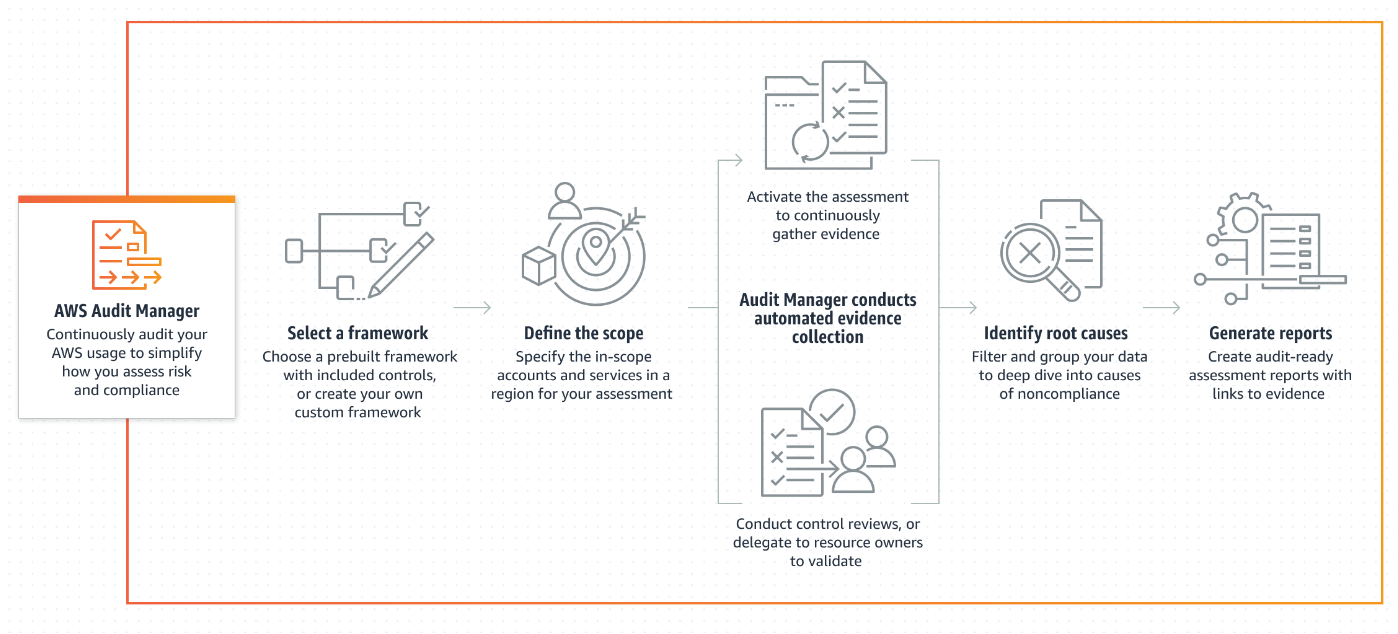 AWS Audit Manager
Continuously audit your
AWS usage to simplify
how you assess risk
and compliance
Select a framework
Choose a prebuilt framework
with included controls,
or create your own
custom framework
Define the scope
Specify the in-scope
accounts and services in a
region for your assessment
Activate the assessment
to continuously
gather evidence
Audit Manager conducts
automated evidence
collection
Conduct control reviews, or
delegate to resource owners
to validate
Identify root causes
Filter and group your data
to deep dive into causes
of noncompliance
Generate reports
Create audit-ready
assessment reports with
links to evidence